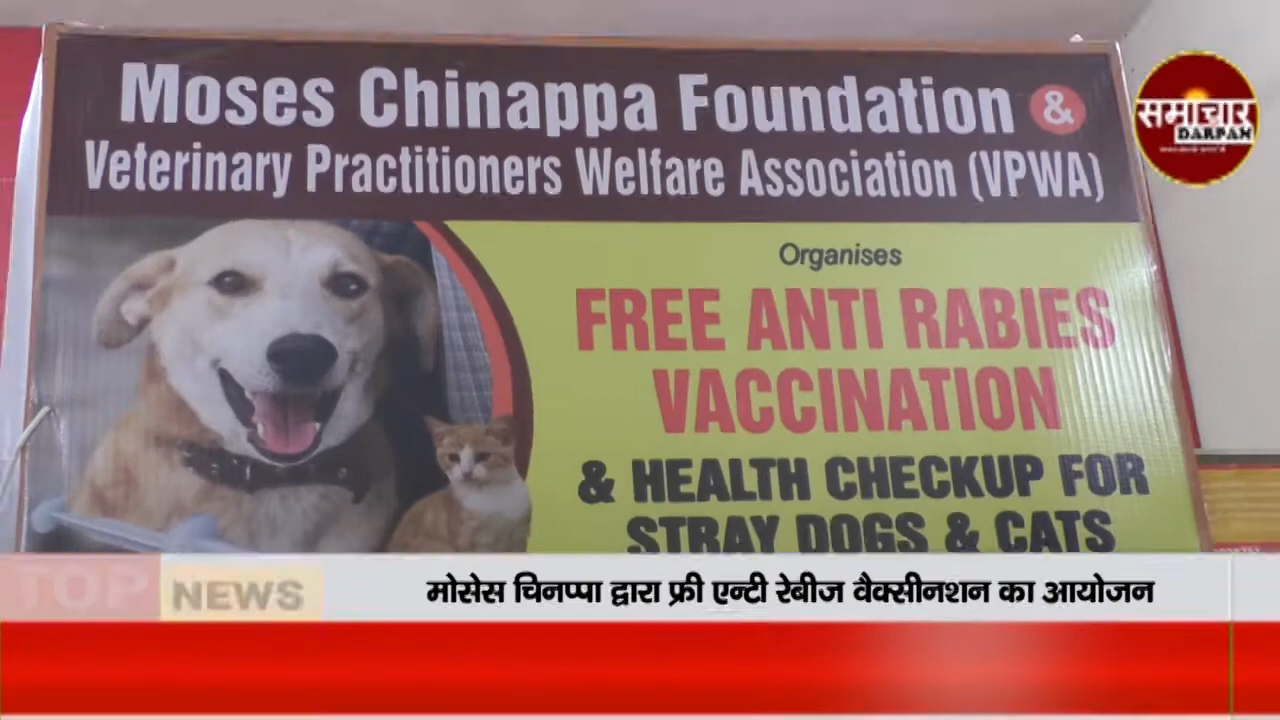 Moses Chinappa Foundation &
Veterinary Practitioners Welfare Association (VPWA)
समाचार
DARPAN
Organises
FREE ANTI RABIES
VACCINATION
& HEALTH CHECKUP FOR
STRAY DOGS & CATS
TOP NEWS
मोसेस चिनप्पा द्वारा फ्री एन्टी रेबीज वैक्सीनशन का आयोजन